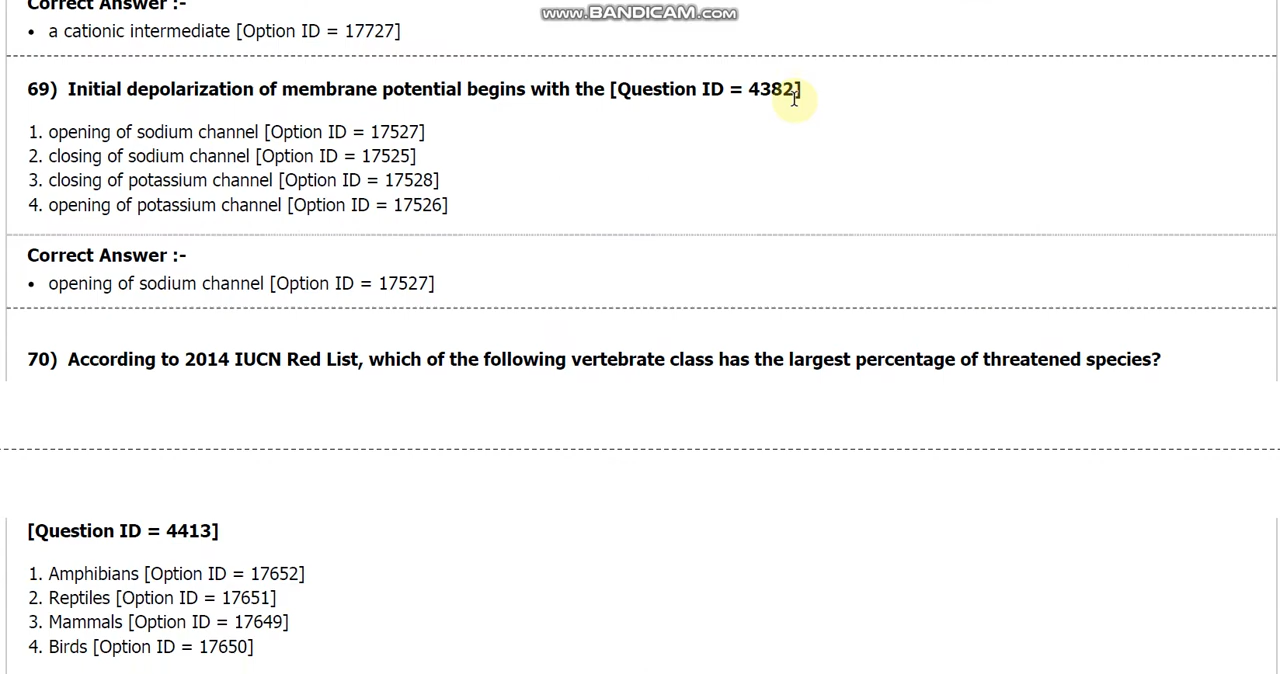 Correct Answer :-
www.BANDICAM.com
• a cationic intermediate [Option ID = 17727]
69) Initial depolarization of membrane potential begins with the [Question ID = 4382]
1. opening of sodium channel [Option ID = 17527]
2. closing of sodium channel [Option ID = 17525]
3. closing of potassium channel [Option ID = 17528]
4. opening of potassium channel [Option ID = 17526]
Correct Answer :-
• opening of sodium channel [Option ID = 17527]
70) According to 2014 IUCN Red List, which of the following vertebrate class has the largest percentage of threatened species?
[Question ID = 4413]
1. Amphibians [Option ID = 17652]
2. Reptiles [Option ID = 17651]
3. Mammals [Option ID = 17649]
4. Birds [Option ID = 17650]